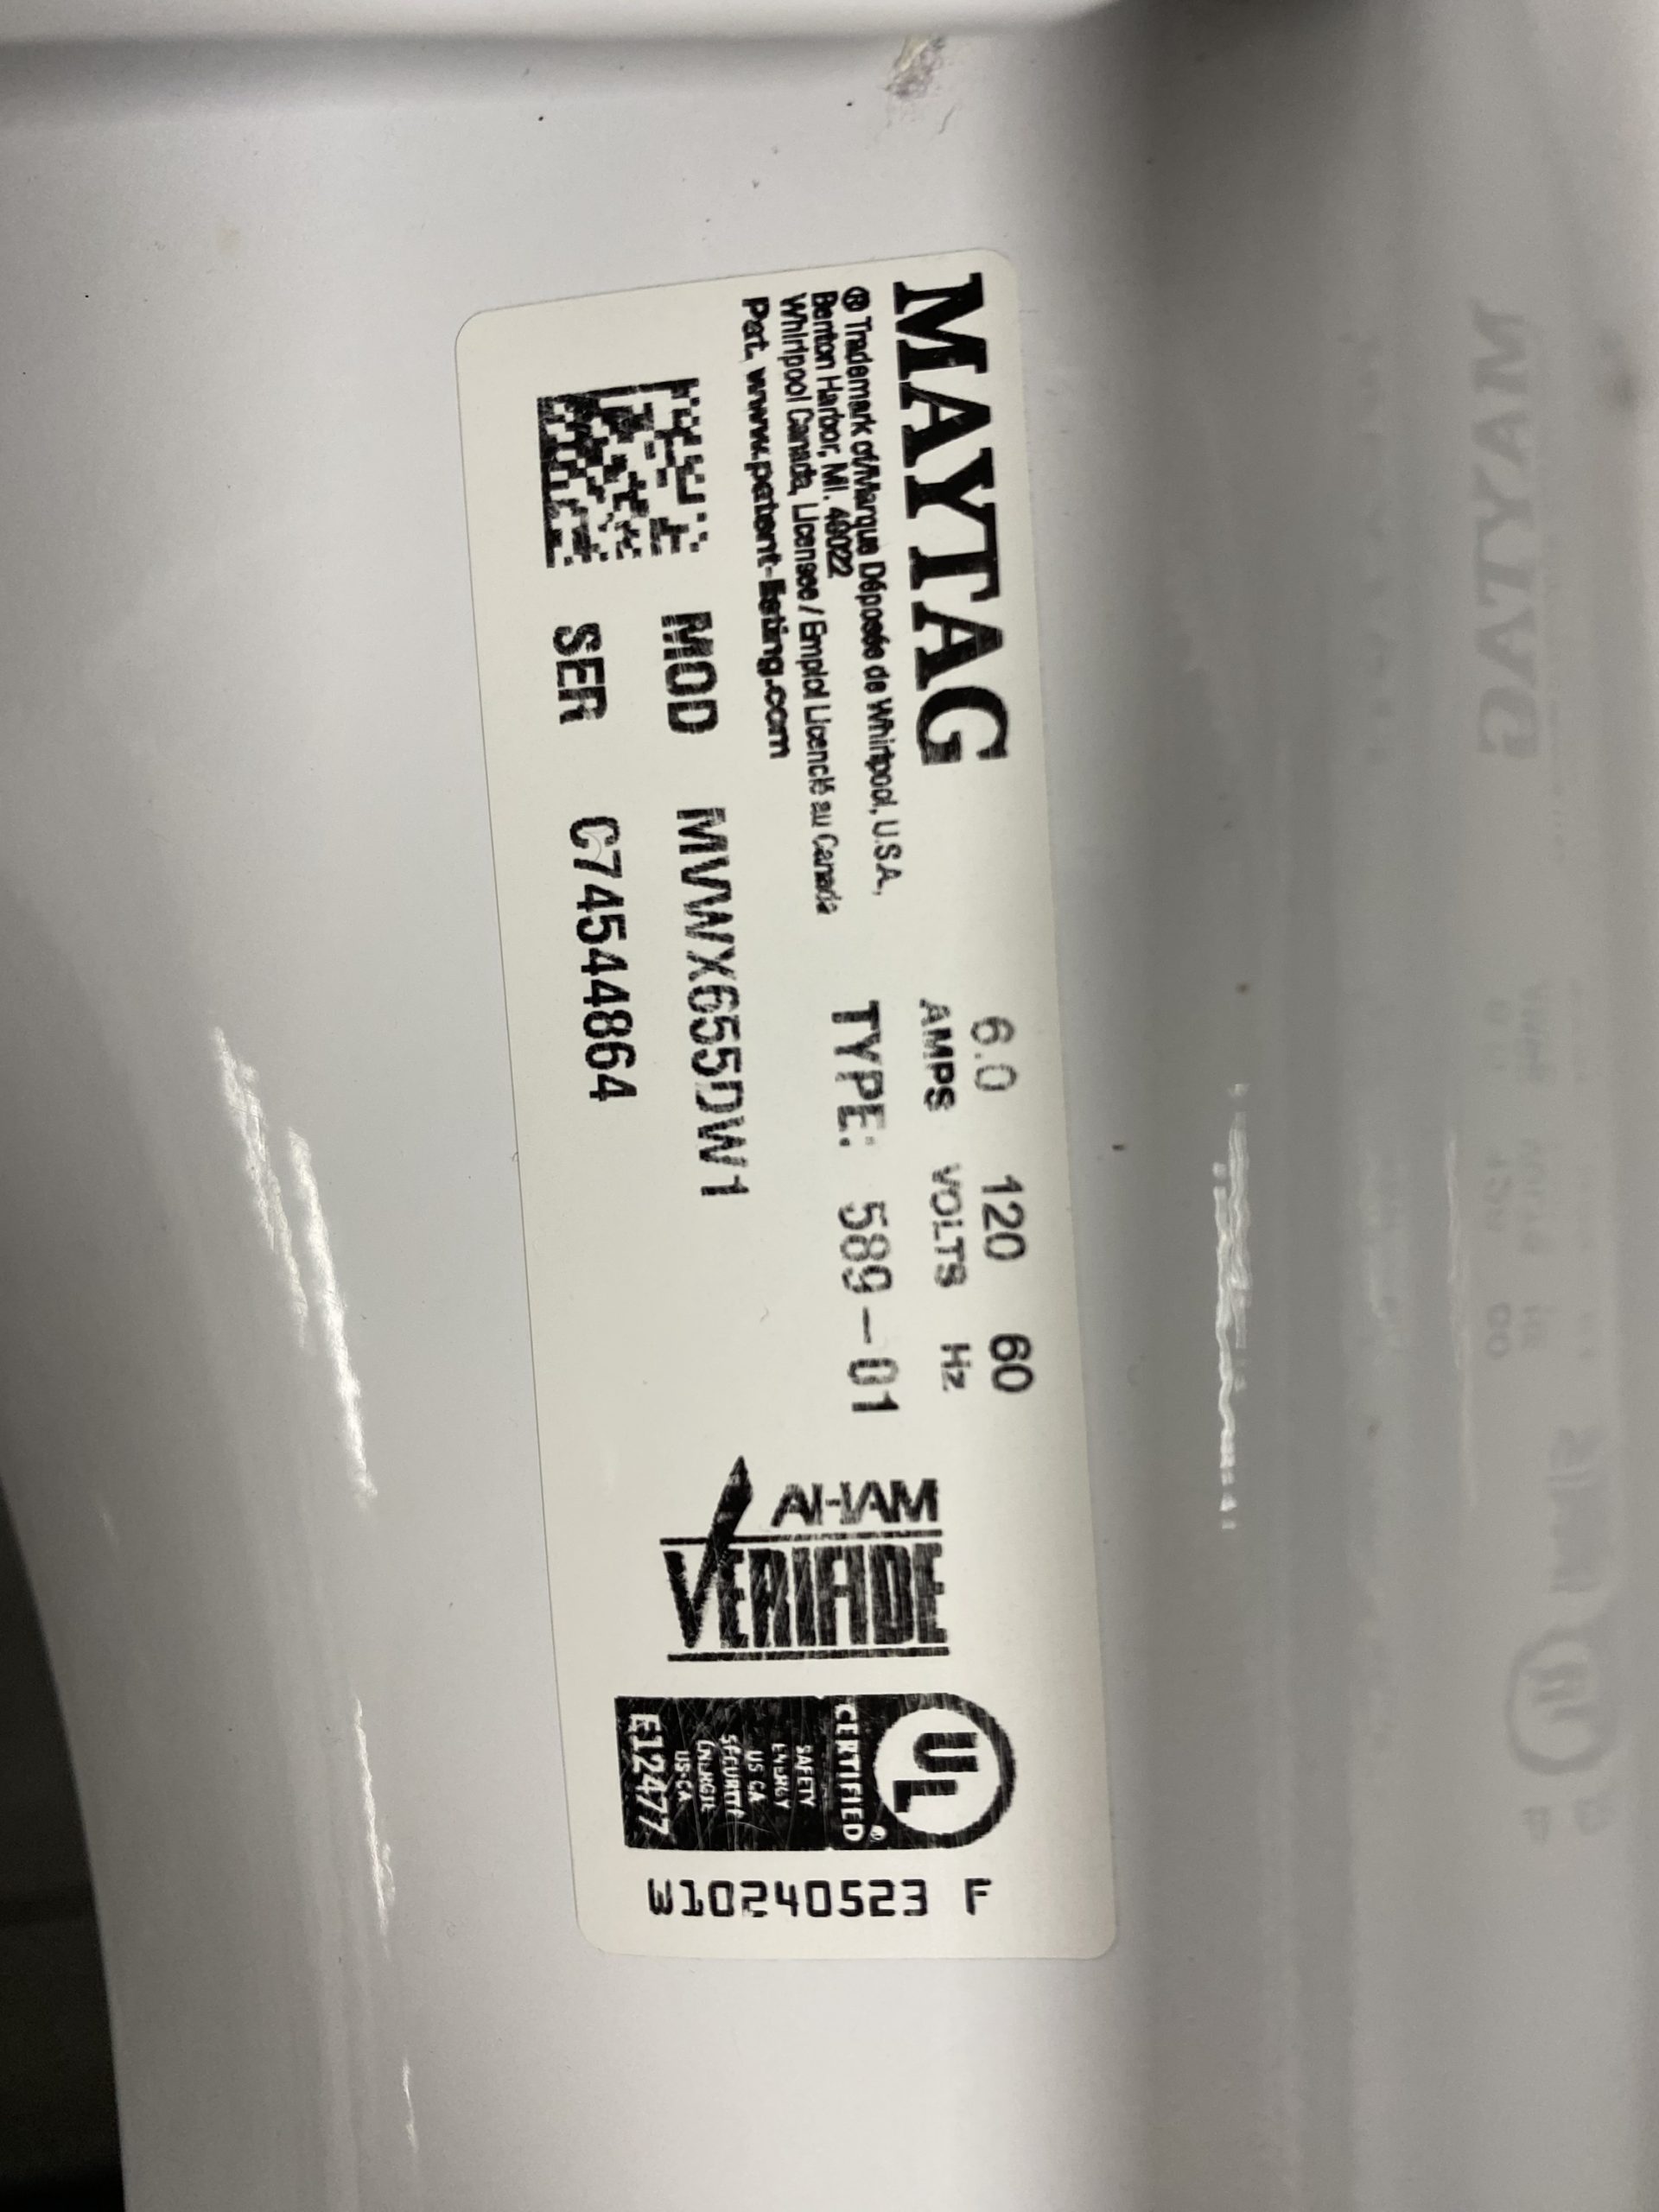 MAYTAG
® Trademark of/Marque Déposée de Whirlpool, U.S.A.,
Benton Harbor, MI. 49022
Whirlpool Canada, Licensee / Emploi Licencié au Canada
Pat. www.patent-listing.com
6.0 120 60
AMPS VOLTS Hz
TYPE: 589-01
MOD MVWX655DW1
SER C74544864
AHAM
VERIFIDE
UL
CERTIFIED ®
SAFETY
ENERGY
US-CA
SÉCURITÉ
ÉNERGIE
US-CA
E12477
W10240523 F